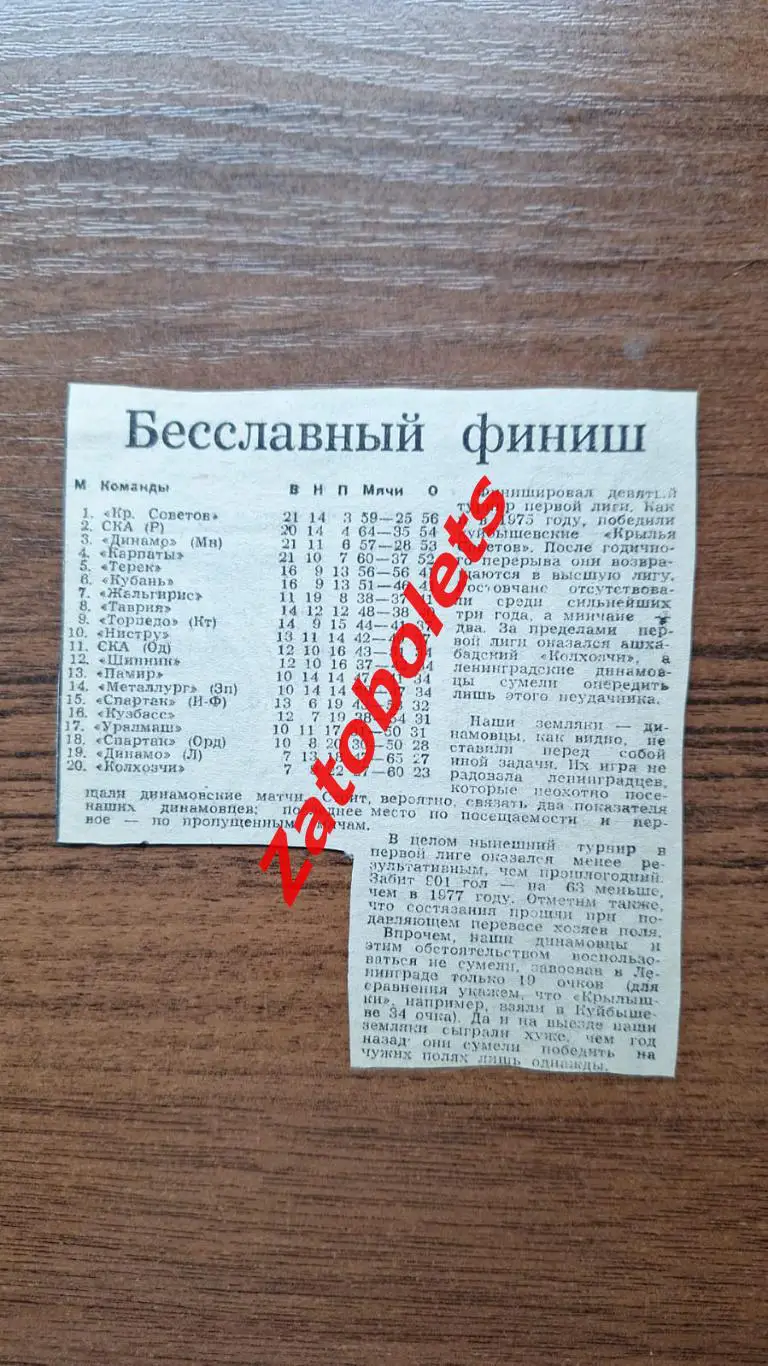 Бесславный финиш
М Команды В Н П Мячи О
1. «Кр. Советов» 21 14 3 59—25 56
2. СКА (Р) 20 14 4 64—35 54
3. «Динамо» (Мн) 21 11 6 57—28 53
4. «Карпаты» 21 10 7 60—37 52
5. «Терек» 16 9 13 56—56
6. «Кубань» 16 9 13 51—46
7. «Жальгирис» 11 19 8 38—37
8. «Таврия» 14 12 12 48—38
9. «Торпедо» (Кт) 14 9 15 44—41 37
10. «Нистру» 13 11 14
11. СКА (Од) 12 10 16 34
12. «Шинник» 12 10 16 34
13. «Памир» 10 14 14 34
14. «Металлург» (Зп) 10 14 34
15. «Спартак» (И-Ф) 13 6 19 32
16. «Кузбасс» 12 7 19 31
17. «Уралмаш» 10 11 17 —50 31
18. «Спартак» (Орд) 10 8 20 —50 28
19. «Динамо» (Л) 7 13 18 —65 27
20. «Колхозчи» 7 —60 23
Финишировал девятый
турнир первой лиги. Как
в 1975 году, победили
куйбышевские «Крылья
Советов». После годично-
го перерыва они возвра-
щаются в высшую лигу.
Ростовчане отсутствова-
ли среди сильнейших
три года, а минчане —
два. За пределами пер-
вой лиги оказался ашха-
бадский «Колхозчи», а
ленинградские динамов-
цы сумели опередить
лишь этого неудачника.
Наши земляки — ди-
намовцы, как видно, не
ставили перед собой
иной задачи. Их игра не
радовала ленинградцев,
которые неохотно посе-
щали динамовские матчи. Стоит, вероятно, связать два показателя
наших динамовцев: последнее место по посещаемости и пер-
вое — по пропущенным мячам.
В целом нынешний турнир в
первой лиге оказался менее ре-
зультативным, чем прошлогодний.
Забит 901 гол — на 63 меньше,
чем в 1977 году. Отметим также,
что состязания прошли при по-
давляющем перевесе хозяев поля.
Впрочем, наши динамовцы и
этим обстоятельством воспользо-
ваться не сумели, завоевав в Ле-
нинграде только 19 очков (для
сравнения укажем, что «Крылыш-
ки», например, взяли в Куйбыше-
ве 34 очка). Да и на выезде наши
земляки сыграли хуже, чем год
назад: они сумели победить на
чужих полях лишь однажды.
Zatobolets